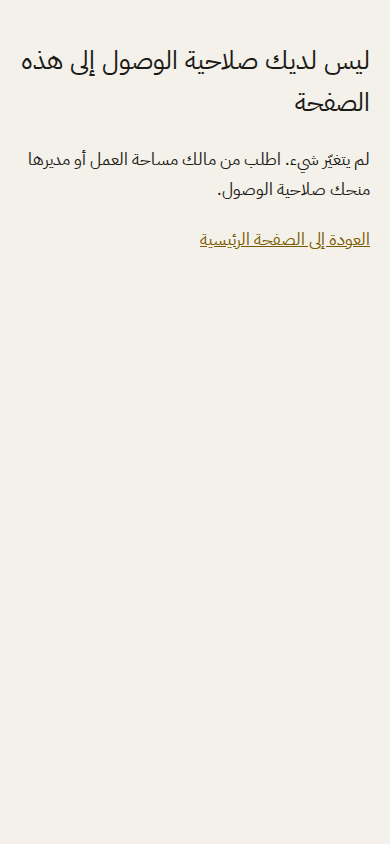 ليس لديك صلاحية الوصول إلى هذه
الصفحة
لم يتغيّر شيء. اطلب من مالك مساحة العمل أو مديرها
منحك صلاحية الوصول.
العودة إلى الصفحة الرئيسية